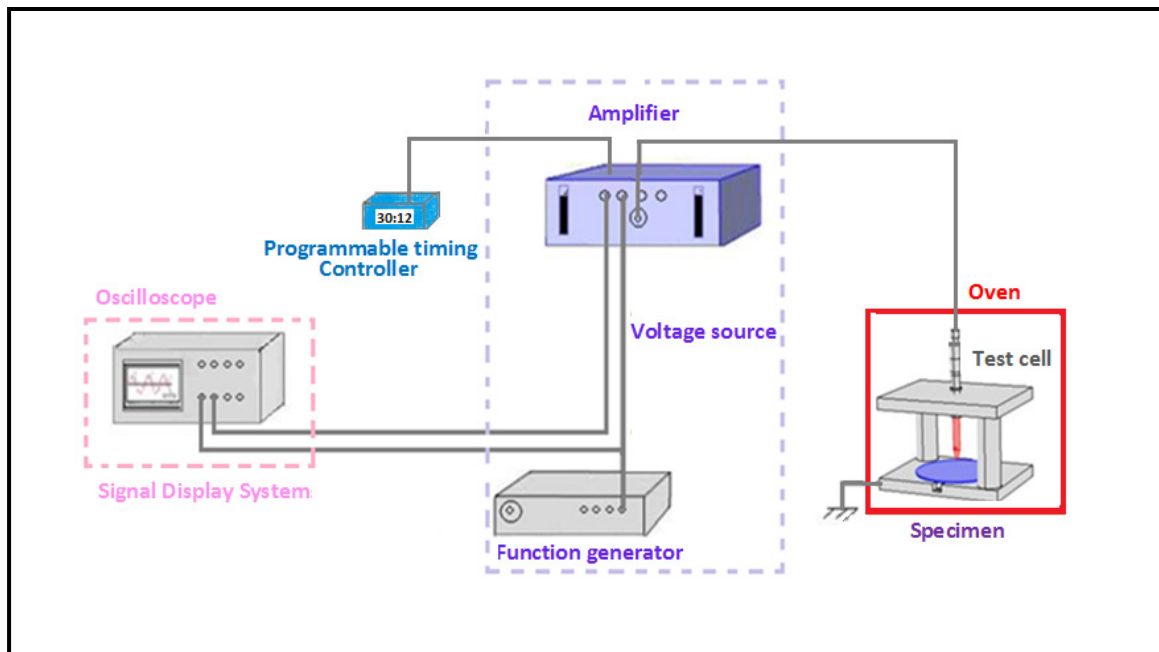 Amplifier
30:12
Programmable timing
Controller
Oscilloscope
Oven
Voltage source
Test cell
Signal Display System
Specimen
Function generator